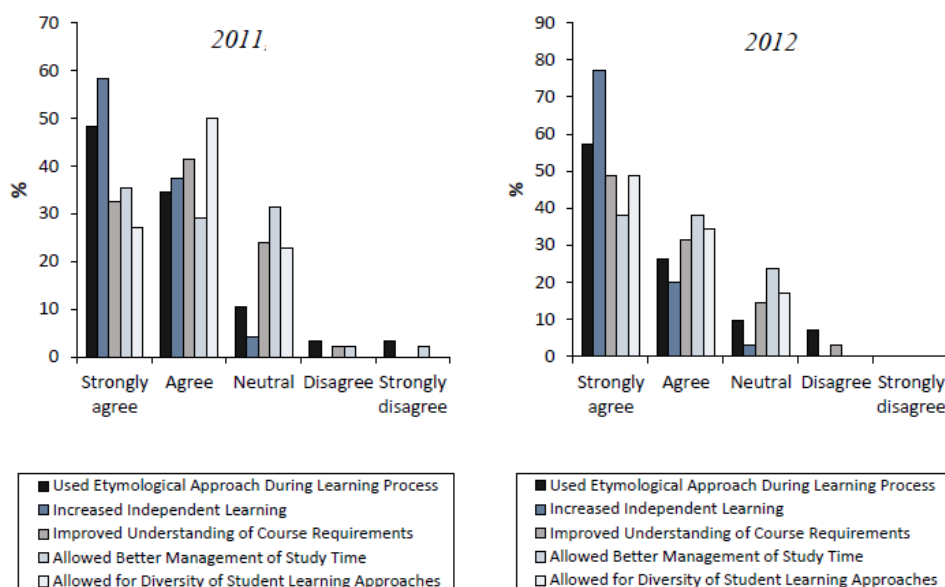 2011
70
60
50
40
30
20
10
0
%
Strongly agree
Agree
Neutral
Disagree
Strongly disagree
Used Etymological Approach During Learning Process
Increased Independent Learning
Improved Understanding of Course Requirements
Allowed Better Management of Study Time
Allowed for Diversity of Student Learning Approaches
2012
90
80
70
60
50
40
30
20
10
0
%
Strongly agree
Agree
Neutral
Disagree
Strongly disagree
Used Etymological Approach During Learning Process
Increased Independent Learning
Improved Understanding of Course Requirements
Allowed Better Management of Study Time
Allowed for Diversity of Student Learning Approaches